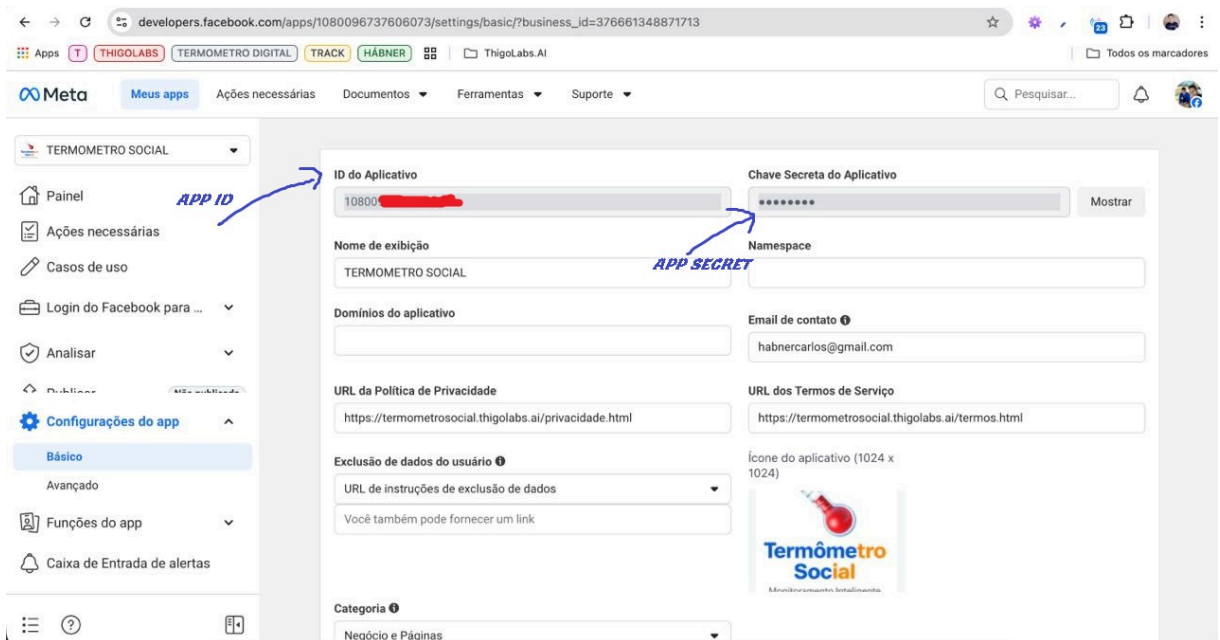 developers.facebook.com/apps/1080096737606073/settings/basic/?business_id=376661348871713
23
Apps T THIGOLABS TERMOMETRO DIGITAL TRACK HÁBNER ThigoLabs.AI Todos os marcadores
Meta Meus apps Ações necessárias Documentos Ferramentas Suporte Pesquisar...
TERMOMETRO SOCIAL
Painel
Ações necessárias
Casos de uso
Login do Facebook para ...
Analisar
Publicar Não publicado
Configurações do app
Básico
Avançado
Funções do app
Caixa de Entrada de alertas
APP ID
APP SECRET
ID do Aplicativo
10800
Chave Secreta do Aplicativo
••••••••
Mostrar
Nome de exibição
TERMOMETRO SOCIAL
Namespace
Domínios do aplicativo
Email de contato
habnercarlos@gmail.com
URL da Política de Privacidade
https://termometrosocial.thigolabs.ai/privacidade.html
URL dos Termos de Serviço
https://termometrosocial.thigolabs.ai/termos.html
Exclusão de dados do usuário
URL de instruções de exclusão de dados
Você também pode fornecer um link
Ícone do aplicativo (1024 x
1024)
Termômetro
Social
Monitoramento Inteligente
Categoria
Negócio e Páginas